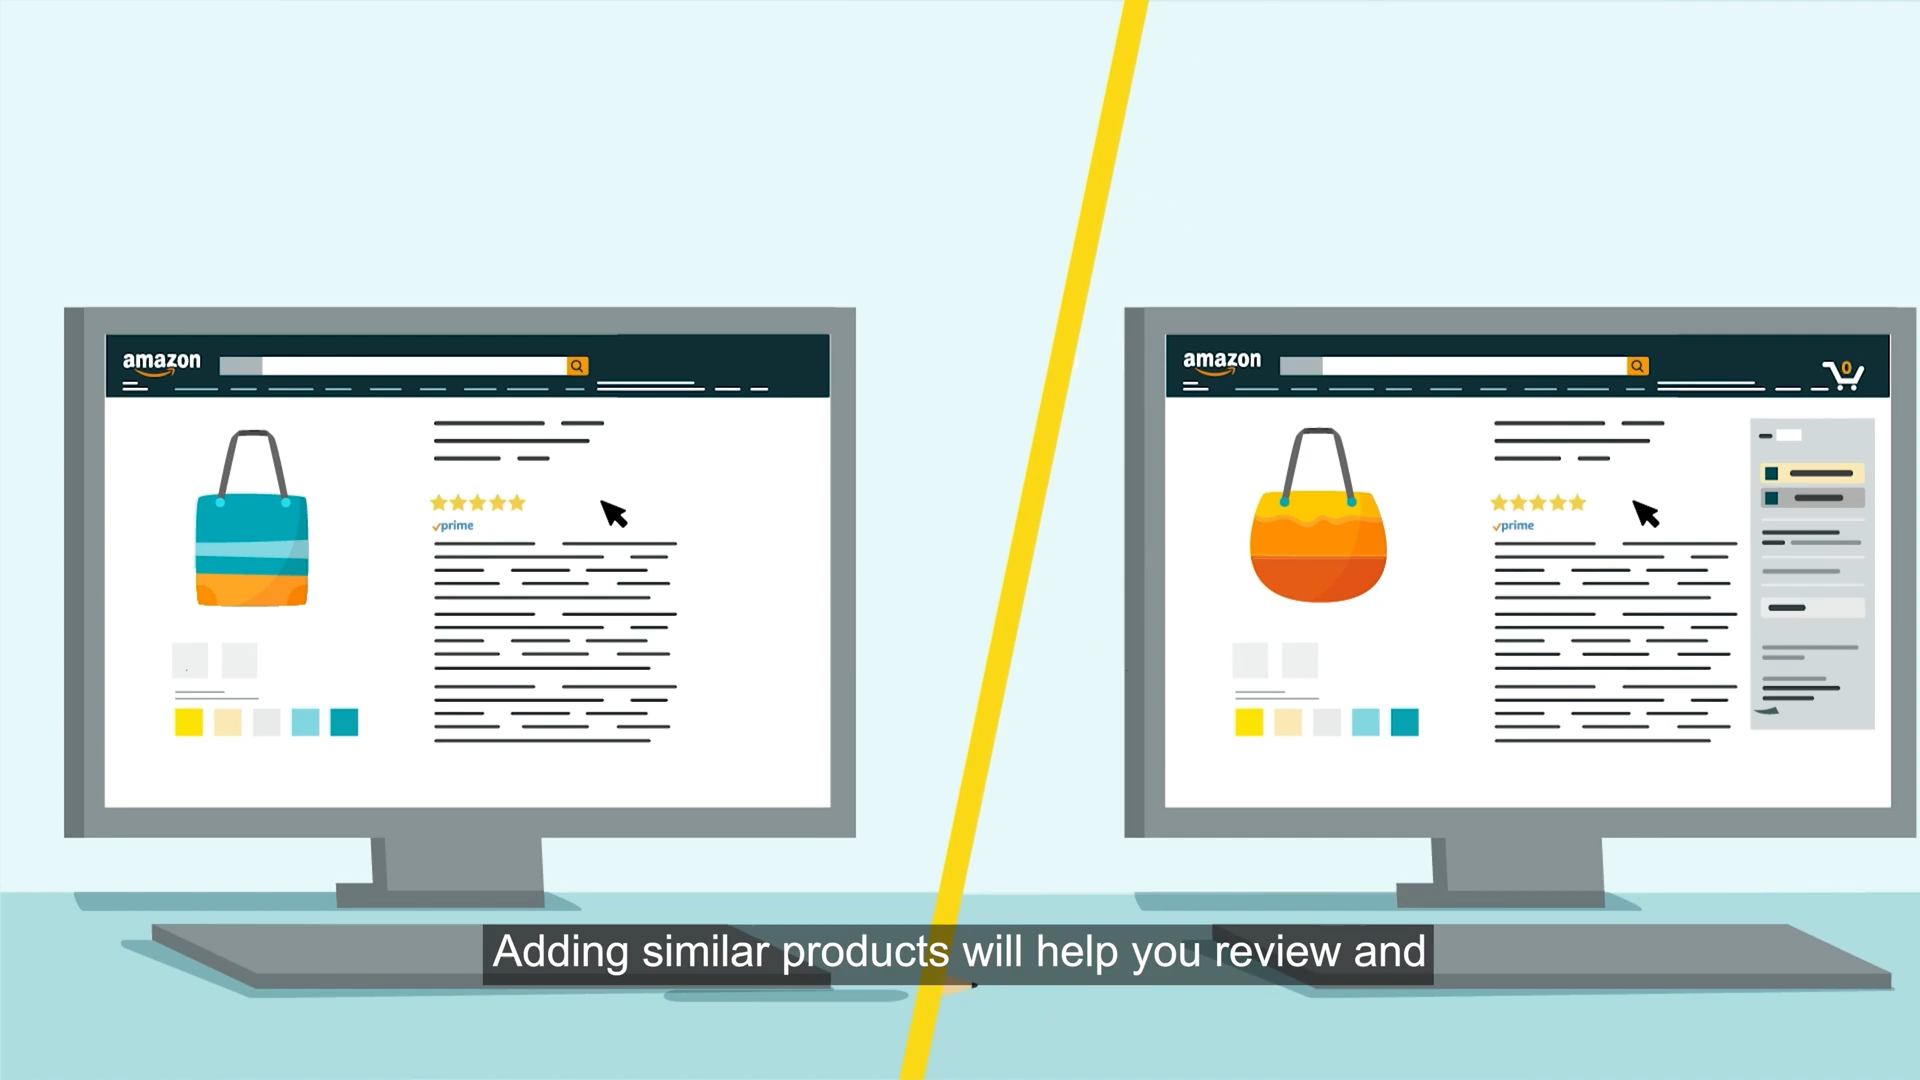 amazon
prime
amazon
0
prime
Adding similar products will help you review and